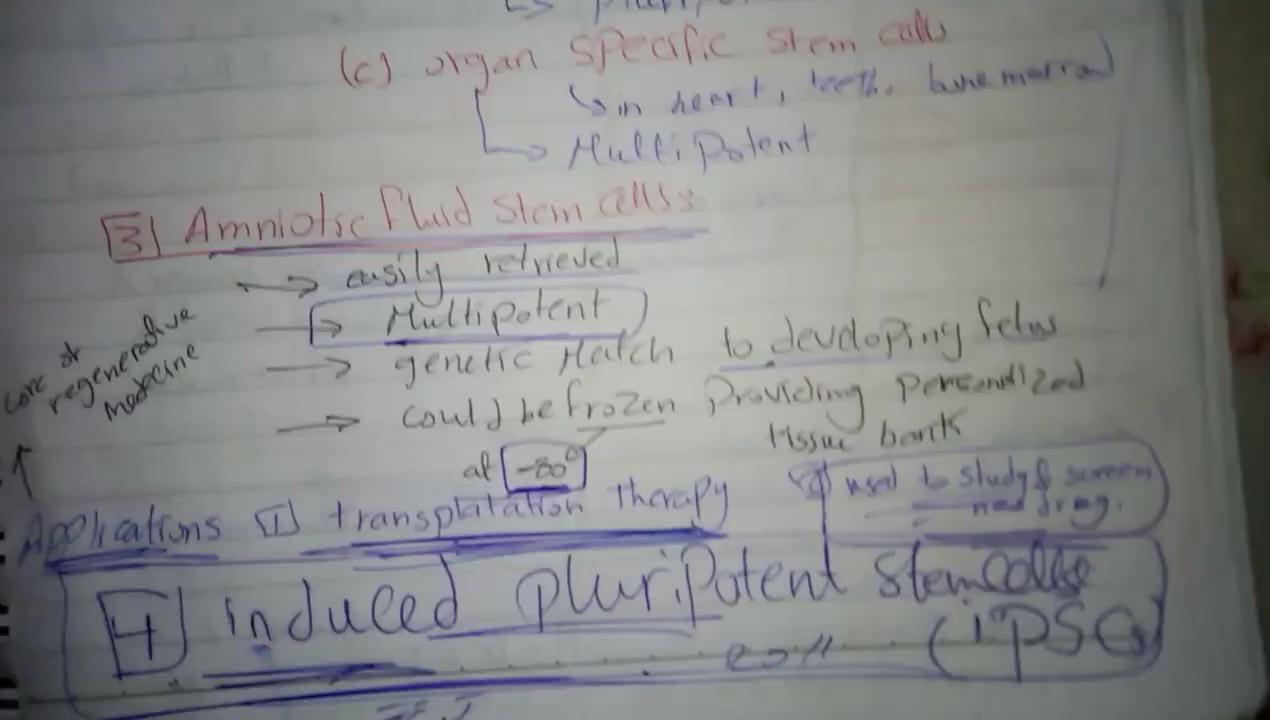 (c) organ specific stem cells
↳ in heart, teeth, bone marrow
→ Multipotent
[3] Amniotic fluid stem cells:
→ easily retrieved
→ Multipotent
→ genetic Match to developing fetus
→ could be frozen providing personalized
tissue bank
at -80°
core of
regenerative
medicine
Applications [1] transplatation therapy
[2] used to study & screen
new drug.
[4] induced pluripotent stem cells
(iPSCs)